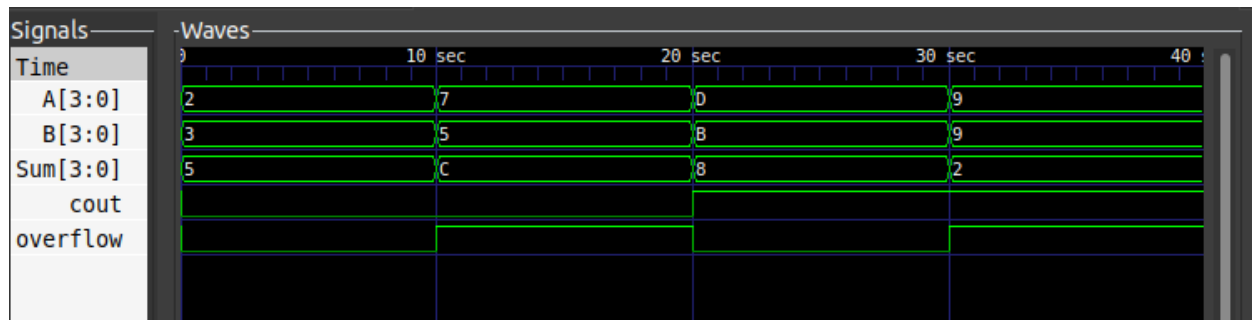 Signals Waves
Time 0 10 sec 20 sec 30 sec 40
A[3:0] 2 7 D 9
B[3:0] 3 5 B 9
Sum[3:0] 5 C 8 2
cout
overflow